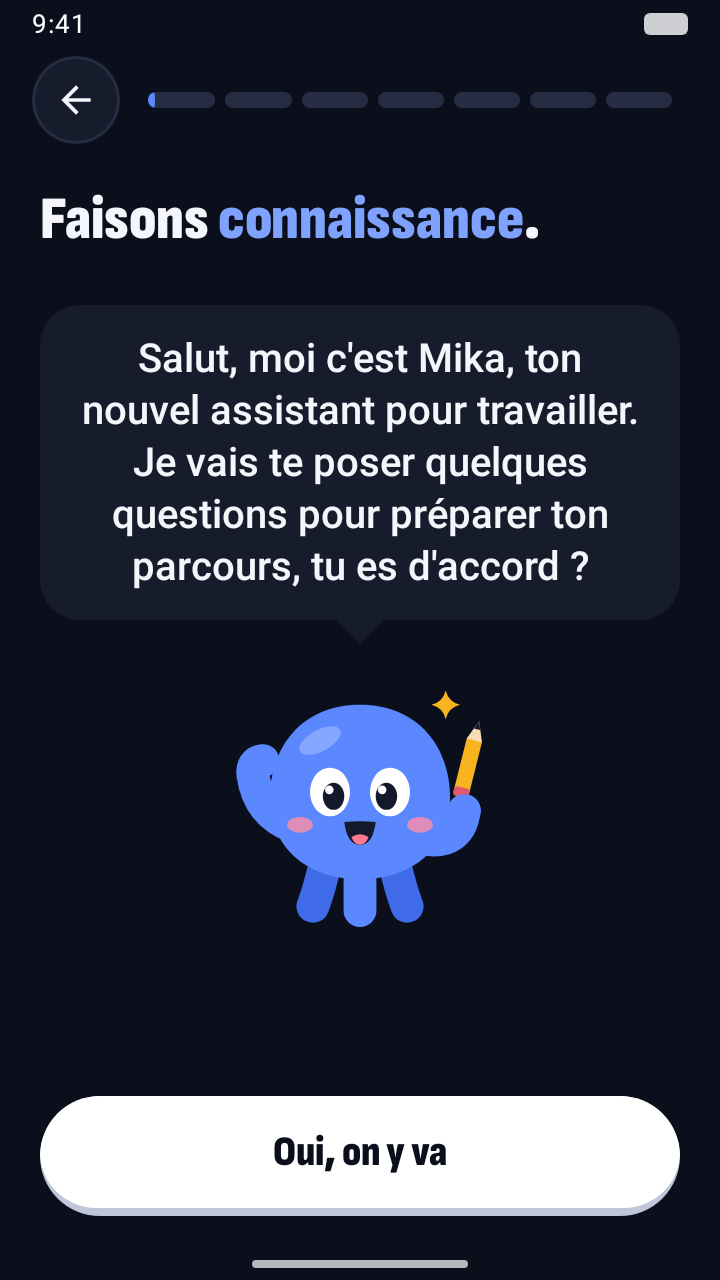 9:41
Faisons connaissance.
Salut, moi c'est Mika, ton
nouvel assistant pour travailler.
Je vais te poser quelques
questions pour préparer ton
parcours, tu es d'accord ?
Oui, on y va